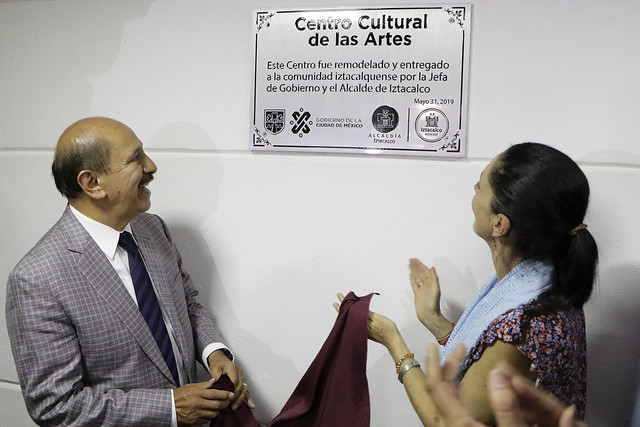 Centro Cultural
de las Artes
Este Centro fue remodelado y entregado
a la comunidad iztacalquense por la Jefa
de Gobierno y el Alcalde de Iztacalco
Mayo 31, 2019
GOBIERNO DE LA
CIUDAD DE MÉXICO
ALCALDÍA
IZTACALCO
Iztacalco